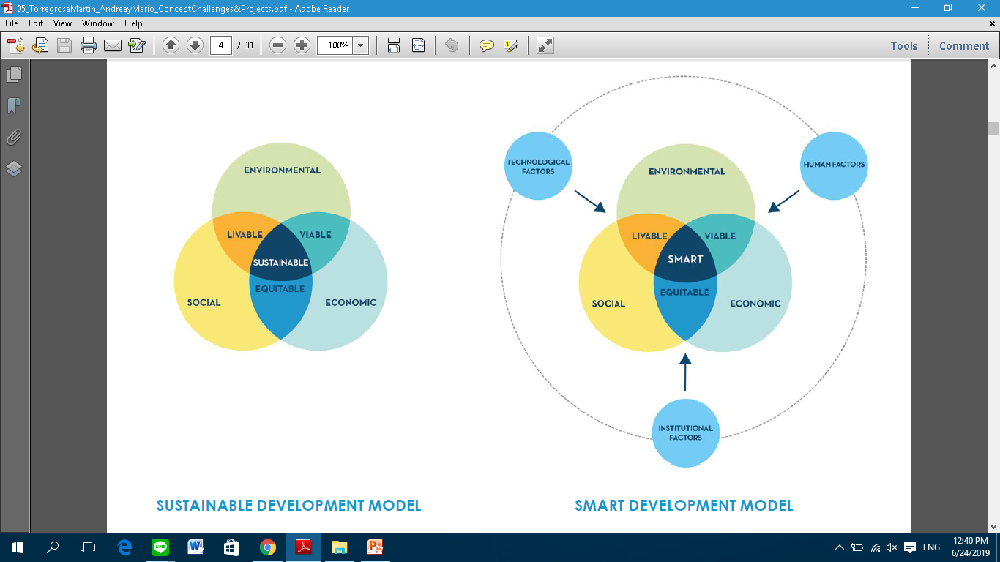 05_TorregrosaMartin_AndreayMario_ConceptChallenges&Projects.pdf - Adobe Reader
File Edit View Window Help
4 / 31 100% Tools Comment
ENVIRONMENTAL
LIVABLE VIABLE
SUSTAINABLE
EQUITABLE
SOCIAL ECONOMIC
SUSTAINABLE DEVELOPMENT MODEL
TECHNOLOGICAL
FACTORS
HUMAN FACTORS
ENVIRONMENTAL
LIVABLE VIABLE
SMART
EQUITABLE
SOCIAL ECONOMIC
INSTITUTIONAL
FACTORS
SMART DEVELOPMENT MODEL
ENG
12:40 PM
6/24/2019